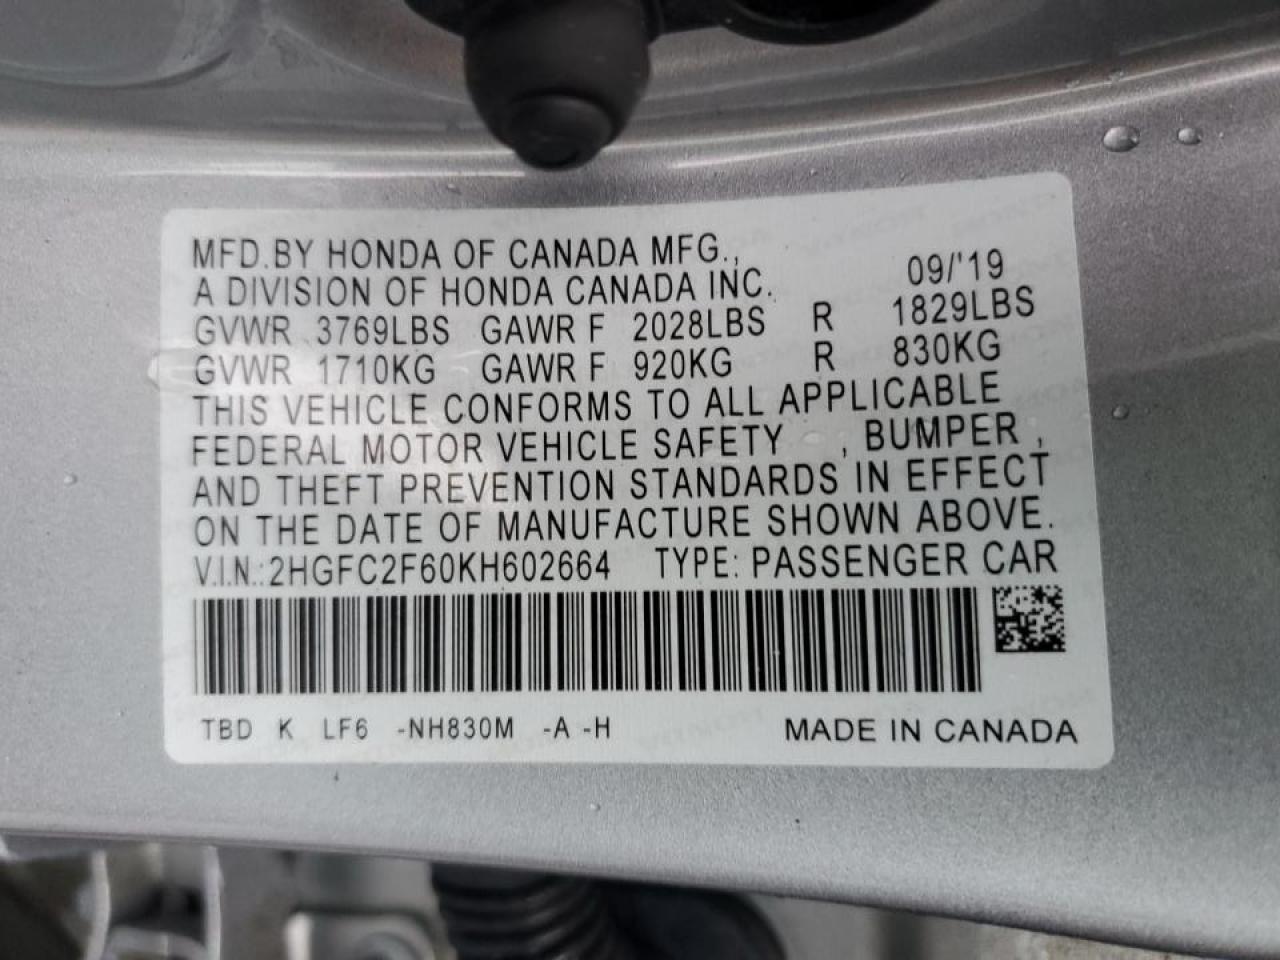 MFD. BY HONDA OF CANADA MFG.,
A DIVISION OF HONDA CANADA INC. 09/'19
GVWR 3769LBS GAWR F 2028LBS R 1829LBS
GVWR 1710KG GAWR F 920KG R 830KG
THIS VEHICLE CONFORMS TO ALL APPLICABLE
FEDERAL MOTOR VEHICLE SAFETY , BUMPER ,
AND THEFT PREVENTION STANDARDS IN EFFECT
ON THE DATE OF MANUFACTURE SHOWN ABOVE.
V.I.N.:2HGFC2F60KH602664 TYPE: PASSENGER CAR
TBD K LF6 -NH830M -A -H MADE IN CANADA